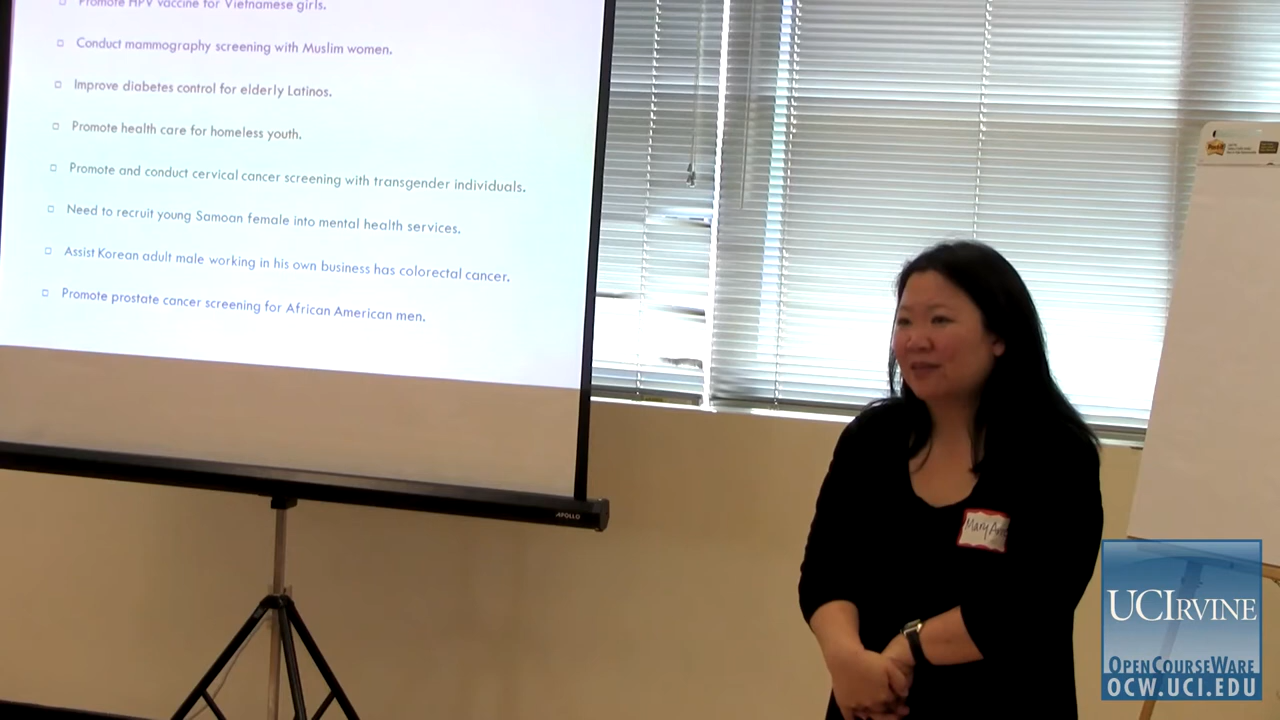 Promote HPV vaccine for Vietnamese girls.
Conduct mammography screening with Muslim women.
Improve diabetes control for elderly Latinos.
Promote health care for homeless youth.
Promote and conduct cervical cancer screening with transgender individuals.
Need to recruit young Samoan female into mental health services.
Assist Korean adult male working in his own business has colorectal cancer.
Promote prostate cancer screening for African American men.
APOLLO
Post-it
Mary
UCIRVINE
OPENCOURSEWARE
OCW.UCI.EDU